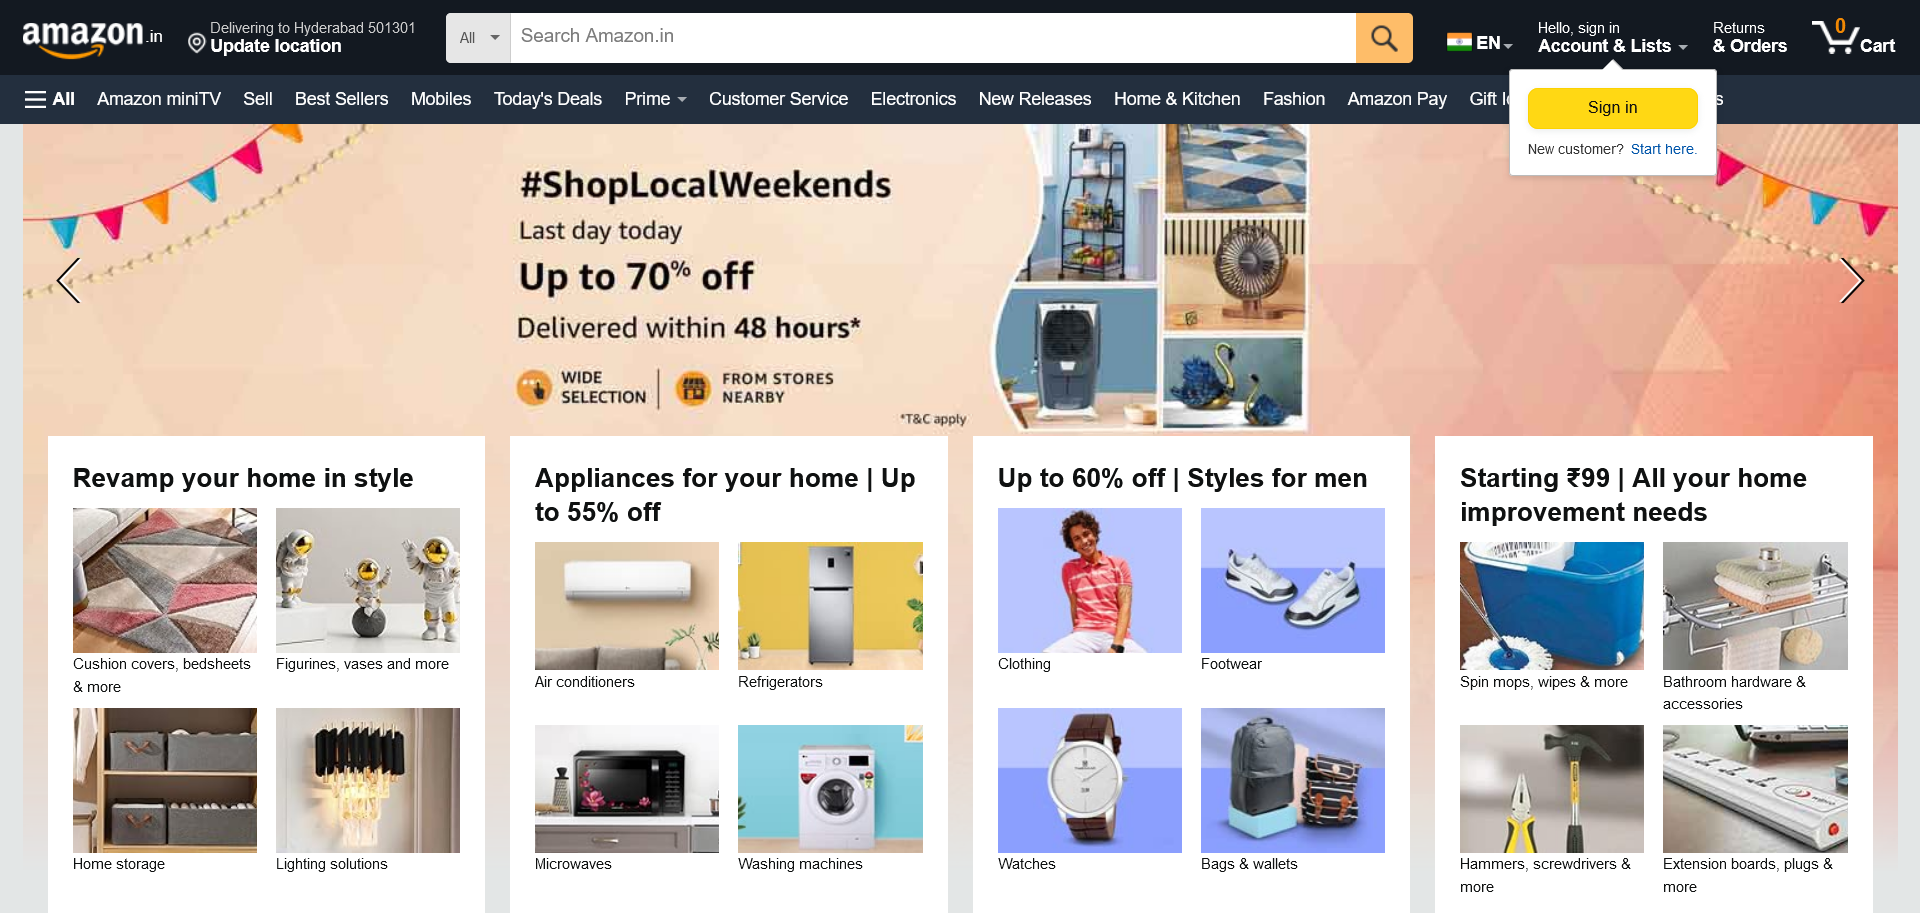 amazon.in
Delivering to Hyderabad 501301
Update location
All
Search Amazon.in
EN
Hello, sign in
Account & Lists
Returns
& Orders
0
Cart
All
Amazon miniTV
Sell
Best Sellers
Mobiles
Today's Deals
Prime
Customer Service
Electronics
New Releases
Home & Kitchen
Fashion
Amazon Pay
Gift
Sign in
New customer? Start here.
#ShopLocalWeekends
Last day today
Up to 70% off
Delivered within 48 hours*
WIDE
SELECTION
FROM STORES
NEARBY
*T&C apply
Revamp your home in style
Cushion covers, bedsheets
& more
Figurines, vases and more
Home storage
Lighting solutions
Appliances for your home | Up
to 55% off
Air conditioners
Refrigerators
Microwaves
Washing machines
Up to 60% off | Styles for men
Clothing
Footwear
Watches
Bags & wallets
Starting ₹99 | All your home
improvement needs
Spin mops, wipes & more
Bathroom hardware &
accessories
Hammers, screwdrivers &
more
Extension boards, plugs &
more